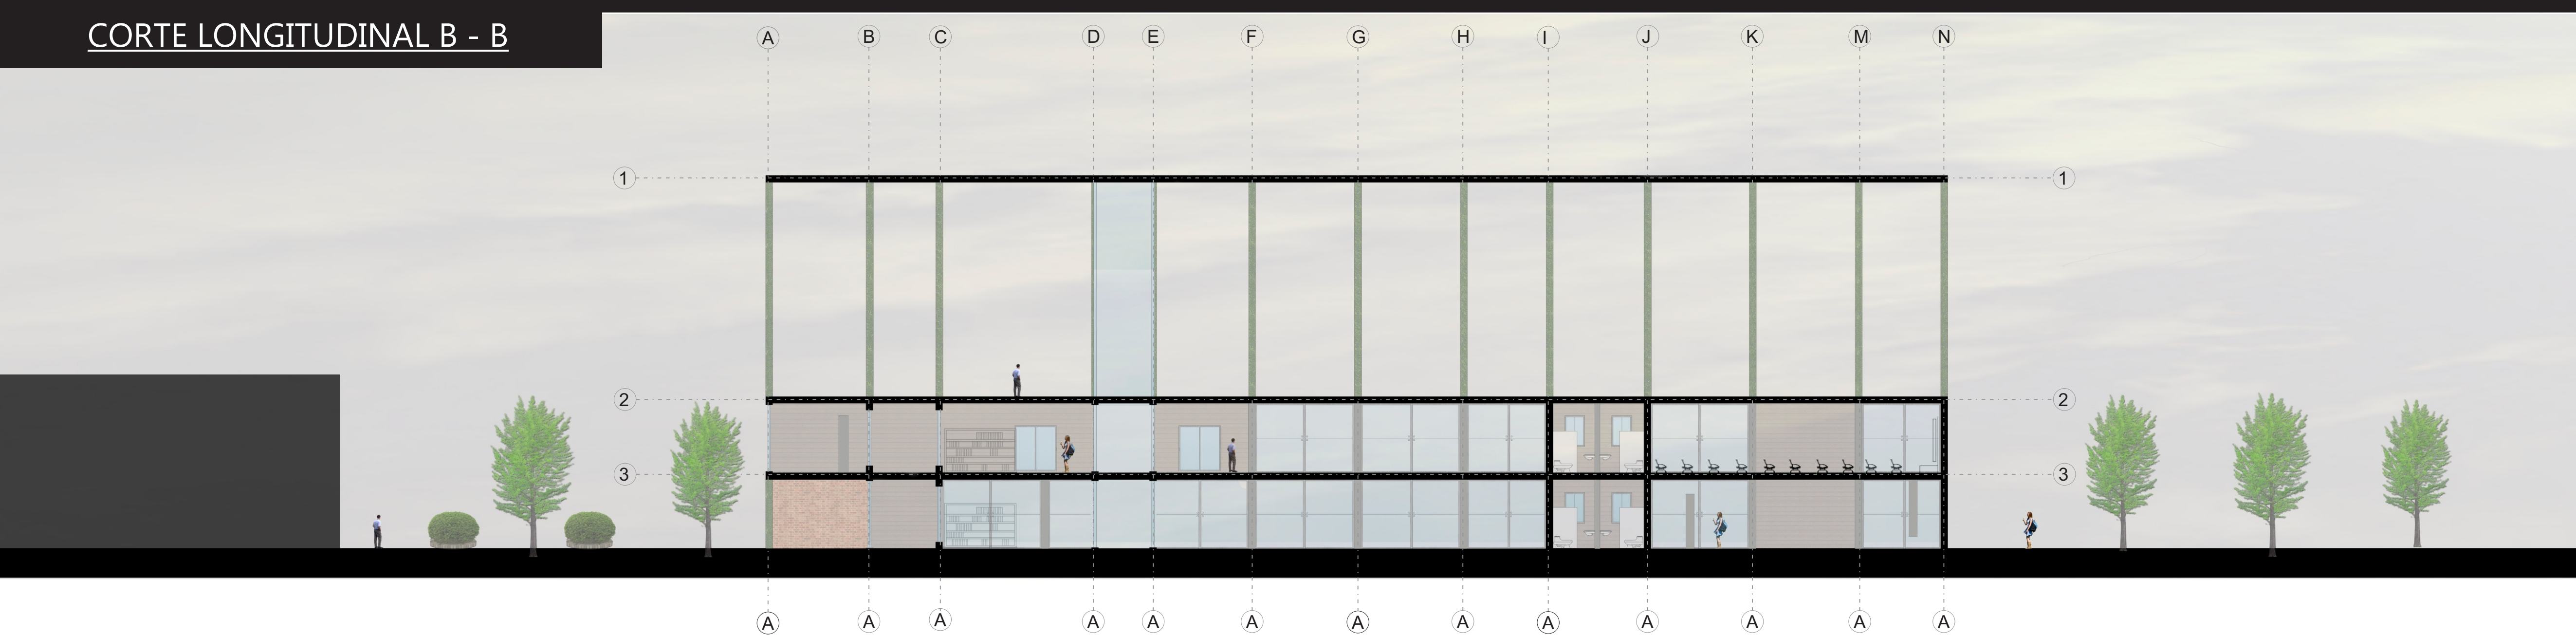 CORTE LONGITUDINAL B - B
A B C D E F G H I J K M N
1 1
2 2
3 3
A A A A A A A A A A A A A